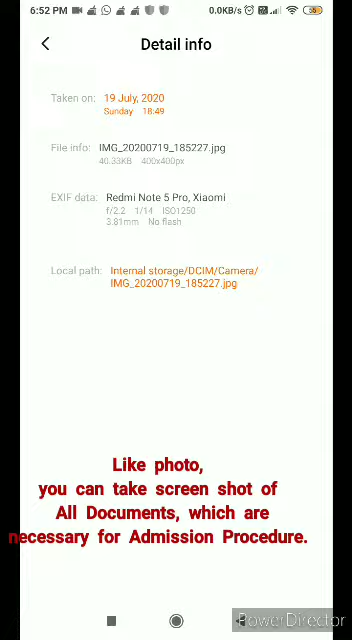 6:52 PM 0.0KB/s 55
Detail info
Taken on: 19 July, 2020
Sunday 18:49
File info: IMG_20200719_185227.jpg
40.33KB 400x400px
EXIF data: Redmi Note 5 Pro, Xiaomi
f/2.2 1/14 ISO1250
3.81mm No flash
Local path: Internal storage/DCIM/Camera/
IMG_20200719_185227.jpg
Like photo,
you can take screen shot of
All Documents, which are
necessary for Admission Procedure.
PowerDirector